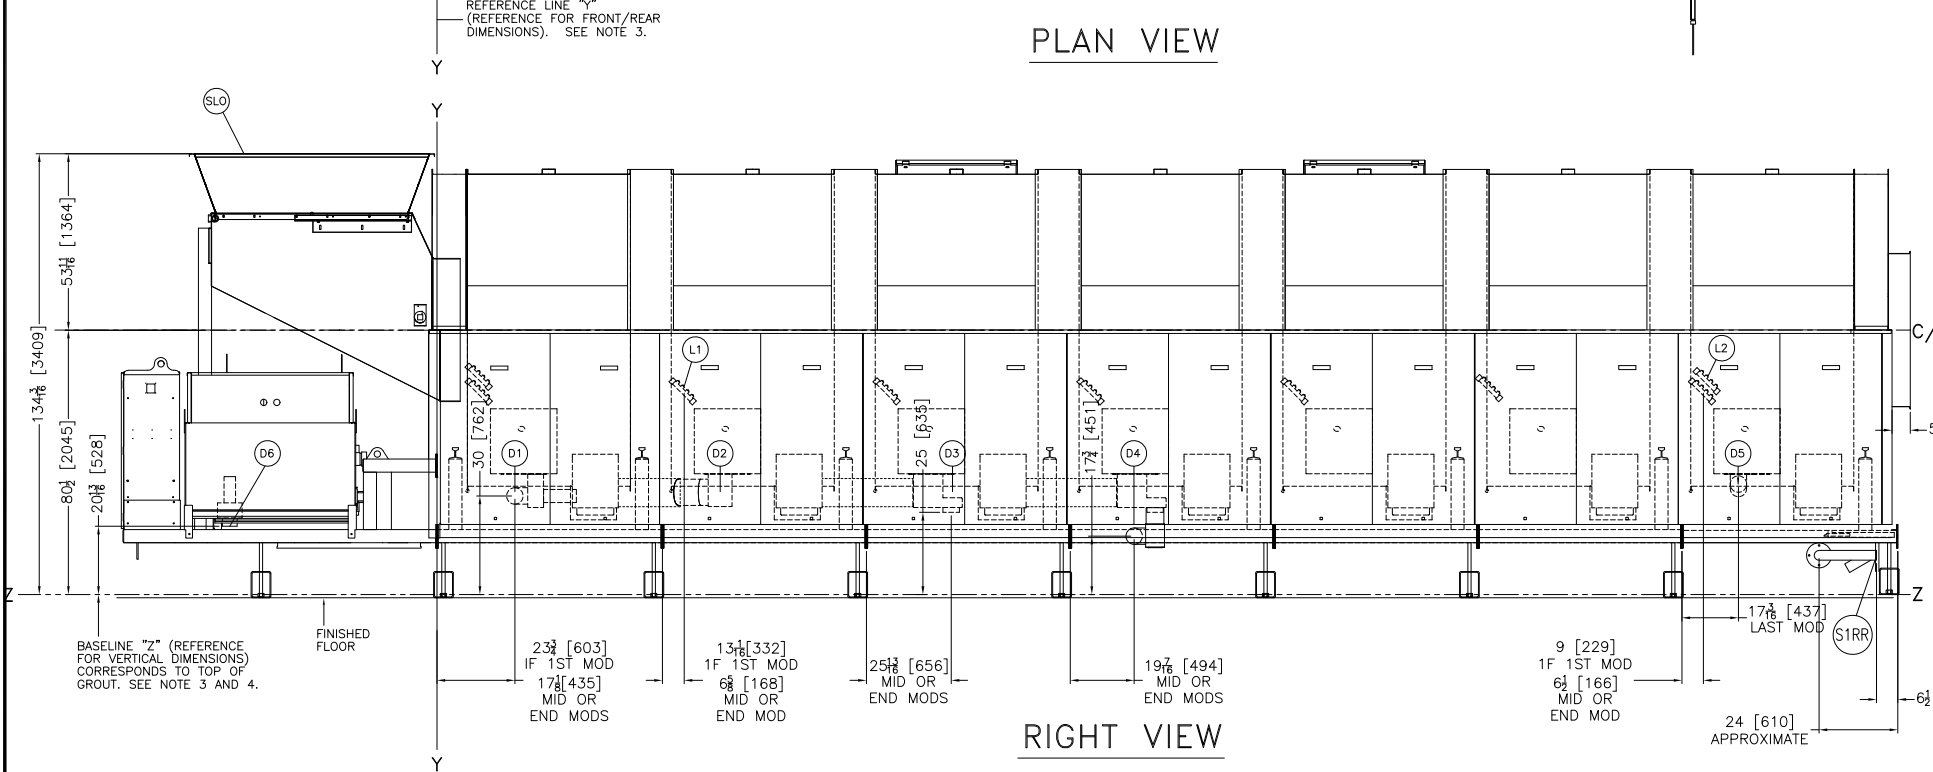 REFERENCE LINE "Y"
(REFERENCE FOR FRONT/REAR
DIMENSIONS). SEE NOTE 3.
PLAN VIEW
Y
Y
SLO
53 11/16 [1364]
134 3/16 [3409]
80 1/2 [2045]
20 13/16 [528]
C/
L1
L2
30 [762]
25 [635]
17 3/4 [451]
D6
D1
D2
D3
D4
D5
5
Z
Z
BASELINE "Z" (REFERENCE
FOR VERTICAL DIMENSIONS)
CORRESPONDS TO TOP OF
GROUT. SEE NOTE 3 AND 4.
FINISHED
FLOOR
23 3/4 [603]
IF 1ST MOD
17 1/8 [435]
MID OR
END MODS
13 1/16 [332]
1F 1ST MOD
6 5/8 [168]
MID OR
END MOD
25 13/16 [656]
MID OR
END MODS
19 7/16 [494]
MID OR
END MODS
9 [229]
1F 1ST MOD
6 1/2 [166]
MID OR
END MOD
17 3/16 [437]
LAST MOD
S1RR
6 1/2
24 [610]
APPROXIMATE
RIGHT VIEW
Y